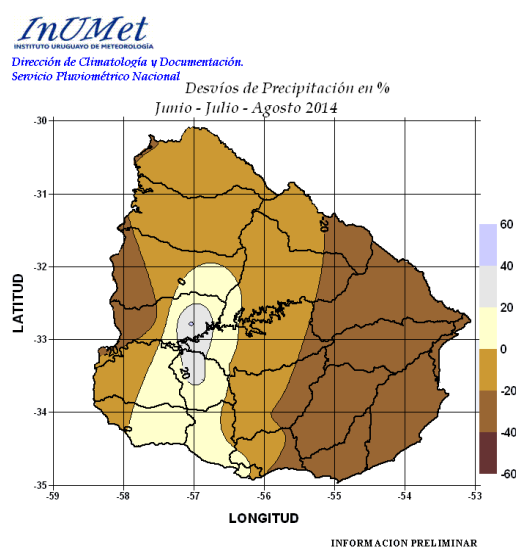 INUMet
INSTITUTO URUGUAYO DE METEOROLOGÍA
Dirección de Climatología y Documentación.
Servicio Pluviométrico Nacional
Desvíos de Precipitación en %
Junio - Julio - Agosto 2014
-30
-31
-32
-33
-34
-35
LATITUD
0
-20
20
60
40
20
0
-20
-40
-60
-59
-58
-57
-56
-55
-54
-53
LONGITUD
INFORMACION PRELIMINAR